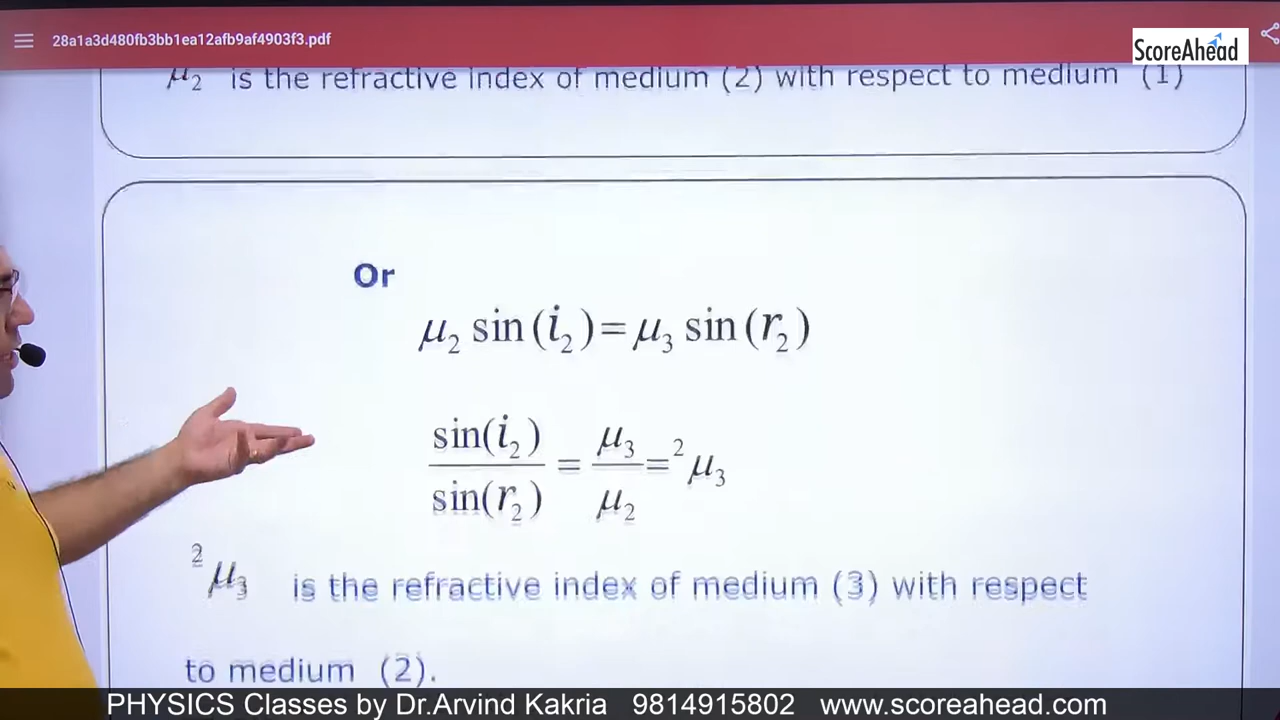 28a1a3d480fb3bb1ea12afb9af4903f3.pdf
ScoreAhead
μ₂ is the refractive index of medium (2) with respect to medium (1)
Or
μ₂ sin(i₂)=μ₃ sin(r₂)
sin(i₂)/sin(r₂) = μ₃/μ₂ = ²μ₃
²μ₃ is the refractive index of medium (3) with respect
to medium (2).
PHYSICS Classes by Dr.Arvind Kakria 9814915802 www.scoreahead.com